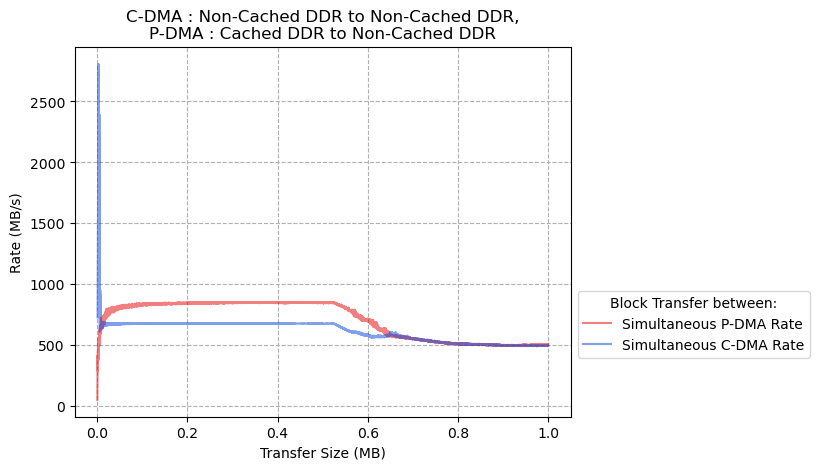 C-DMA : Non-Cached DDR to Non-Cached DDR,
P-DMA : Cached DDR to Non-Cached DDR
2500
2000
1500
1000
500
0
Rate (MB/s)
0.0 0.2 0.4 0.6 0.8 1.0
Transfer Size (MB)
Block Transfer between:
Simultaneous P-DMA Rate
Simultaneous C-DMA Rate